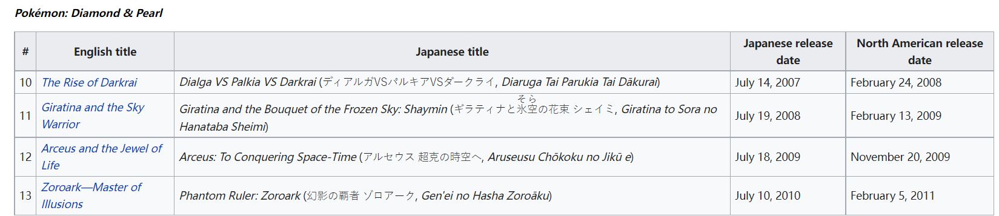 Pokémon: Diamond & Pearl
# English title Japanese title Japanese release date North American release date
10 The Rise of Darkrai Dialga VS Palkia VS Darkrai (ディアルガVSパルキアVSダークライ, Diaruga Tai Parukia Tai Dākurai) July 14, 2007 February 24, 2008
そら
11 Giratina and the Sky Warrior Giratina and the Bouquet of the Frozen Sky: Shaymin (ギラティナと氷空の花束 シェイミ, Giratina to Sora no Hanataba Sheimi) July 19, 2008 February 13, 2009
12 Arceus and the Jewel of Life Arceus: To Conquering Space-Time (アルセウス 超克の時空へ, Aruseusu Chōkoku no Jikū e) July 18, 2009 November 20, 2009
13 Zoroark—Master of Illusions Phantom Ruler: Zoroark (幻影の覇者 ゾロアーク, Gen'ei no Hasha Zoroāku) July 10, 2010 February 5, 2011